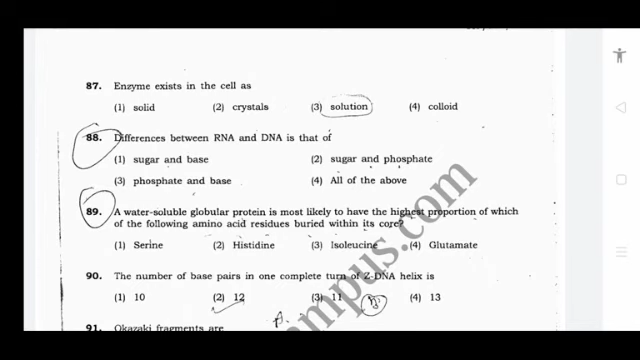 87. Enzyme exists in the cell as
(1) solid (2) crystals (3) solution (4) colloid
88. Differences between RNA and DNA is that of
(1) sugar and base (2) sugar and phosphate
(3) phosphate and base (4) All of the above
89. A water-soluble globular protein is most likely to have the highest proportion of which
of the following amino acid residues buried within its core?
(1) Serine (2) Histidine (3) Isoleucine (4) Glutamate
90. The number of base pairs in one complete turn of Z-DNA helix is
(1) 10 (2) 12 (3) 11 (4) 13
91. Okazaki fragments are
mpus.com